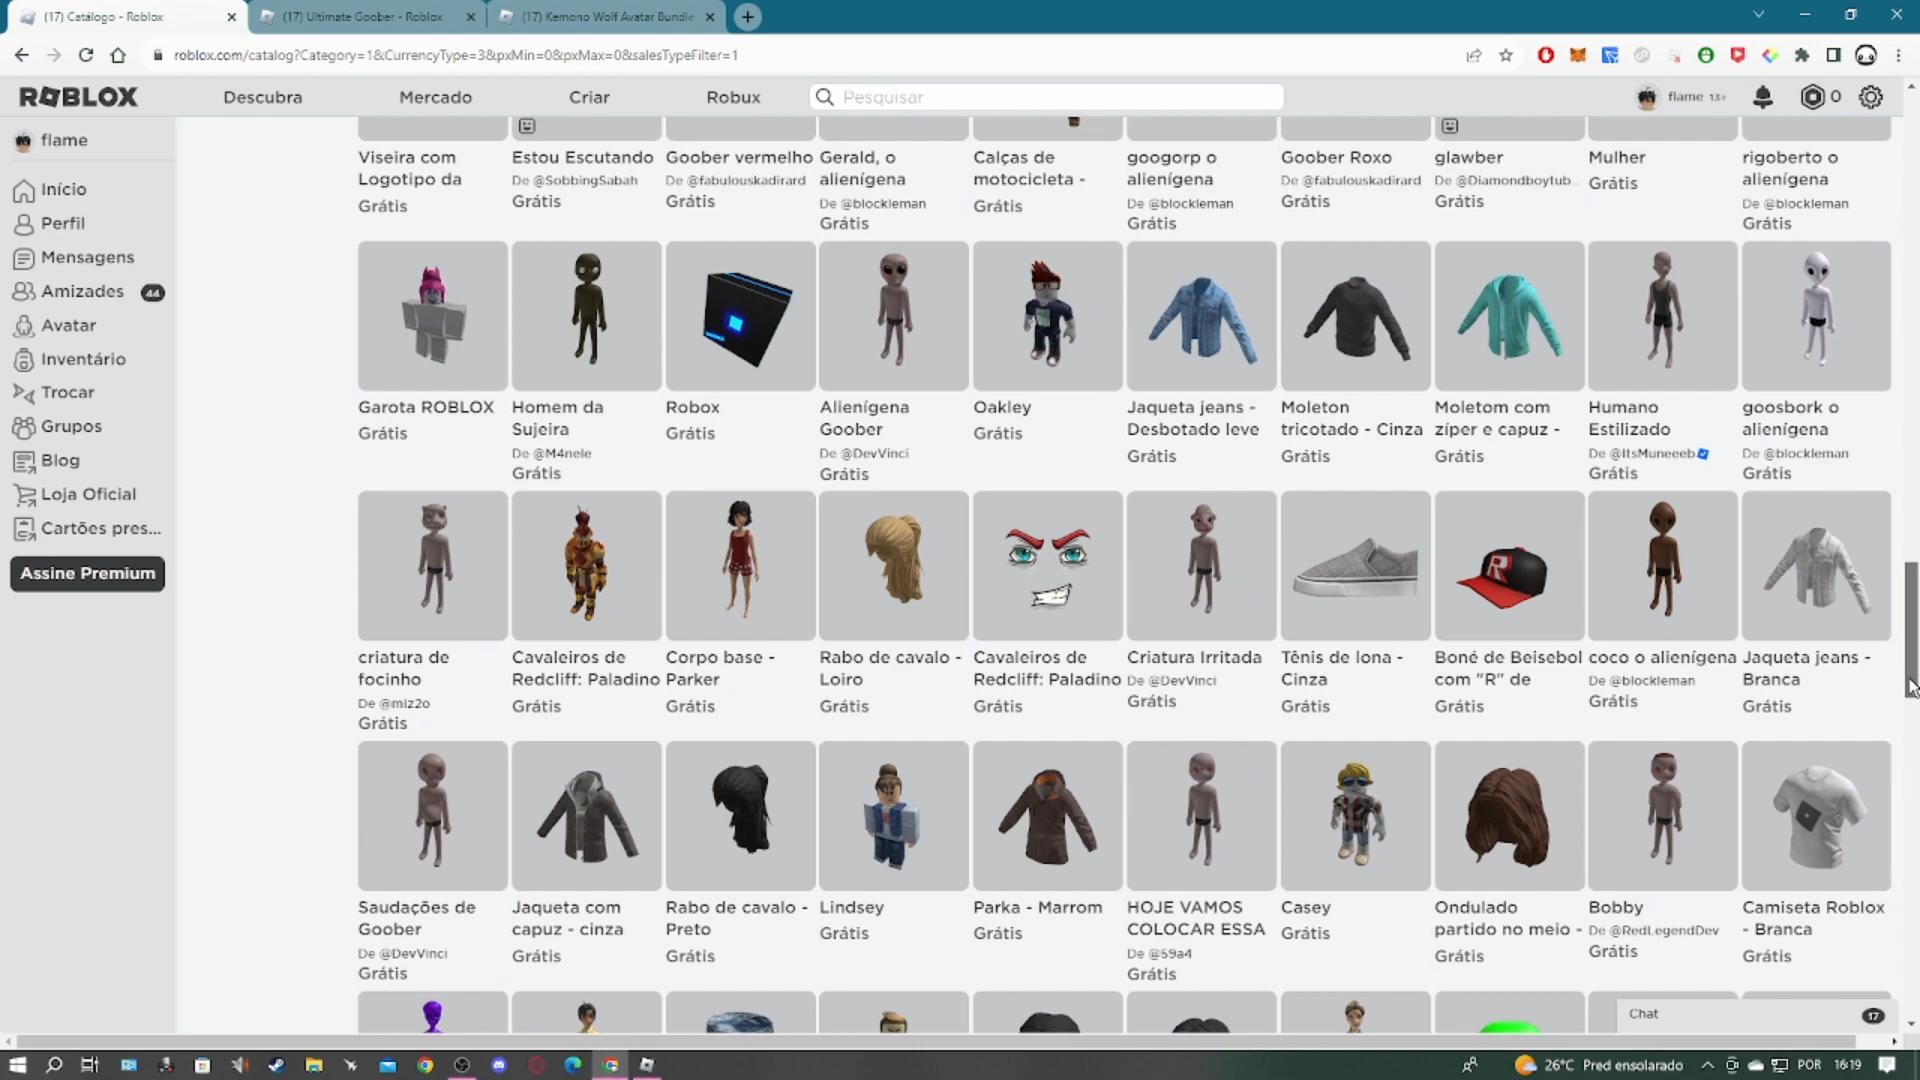 (17) Catálogo - Roblox
(17) Ultimate Goober - Roblox
(17) Kemono Wolf Avatar Bundle
roblox.com/catalog?Category=1&CurrencyType=3&pxMin=0&pxMax=0&salesTypeFilter=1
ROBLOX
Descubra
Mercado
Criar
Robux
Pesquisar
flame 13+
0
flame
Início
Perfil
Mensagens
Amizades 44
Avatar
Inventário
Trocar
Grupos
Blog
Loja Oficial
Cartões pres...
Assine Premium
Viseira com
Logotipo da
Grátis
Estou Escutando
De @SobbingSabah
Grátis
Goober vermelho
De @fabulouskadirard
Grátis
Gerald, o
alienígena
De @blockleman
Grátis
Calças de
motocicleta -
Grátis
googorp o
alienígena
De @blockleman
Grátis
Goober Roxo
De @fabulouskadirard
Grátis
glawber
De @Diamondboytub...
Grátis
Mulher
Grátis
rigoberto o
alienígena
De @blockleman
Grátis
Garota ROBLOX
Grátis
Homem da
Sujeira
De @M4nele
Grátis
Robox
Grátis
Alienígena
Goober
De @DevVinci
Grátis
Oakley
Grátis
Jaqueta jeans -
Desbotado leve
Grátis
Moleton
tricotado - Cinza
Grátis
Moletom com
zíper e capuz -
Grátis
Humano
Estilizado
De @ItsMuneeeb
Grátis
goosbork o
alienígena
De @blockleman
Grátis
criatura de
focinho
De @miz2o
Grátis
Cavaleiros de
Redcliff: Paladino
Grátis
Corpo base -
Parker
Grátis
Rabo de cavalo -
Loiro
Grátis
Cavaleiros de
Redcliff: Paladino
Grátis
Criatura Irritada
De @DevVinci
Grátis
Tênis de lona -
Cinza
Grátis
R
Boné de Beisebol
com "R" de
Grátis
coco o alienígena
De @blockleman
Grátis
Jaqueta jeans -
Branca
Grátis
Saudações de
Goober
De @DevVinci
Grátis
Jaqueta com
capuz - cinza
Grátis
Rabo de cavalo -
Preto
Grátis
Lindsey
Grátis
Parka - Marrom
Grátis
HOJE VAMOS
COLOCAR ESSA
De @59a4
Grátis
Casey
Grátis
Ondulado
partido no meio -
Grátis
Bobby
De @RedLegendDev
Grátis
Camiseta Roblox
- Branca
Grátis
Chat 17
26°C Pred ensolarado
POR
16:19